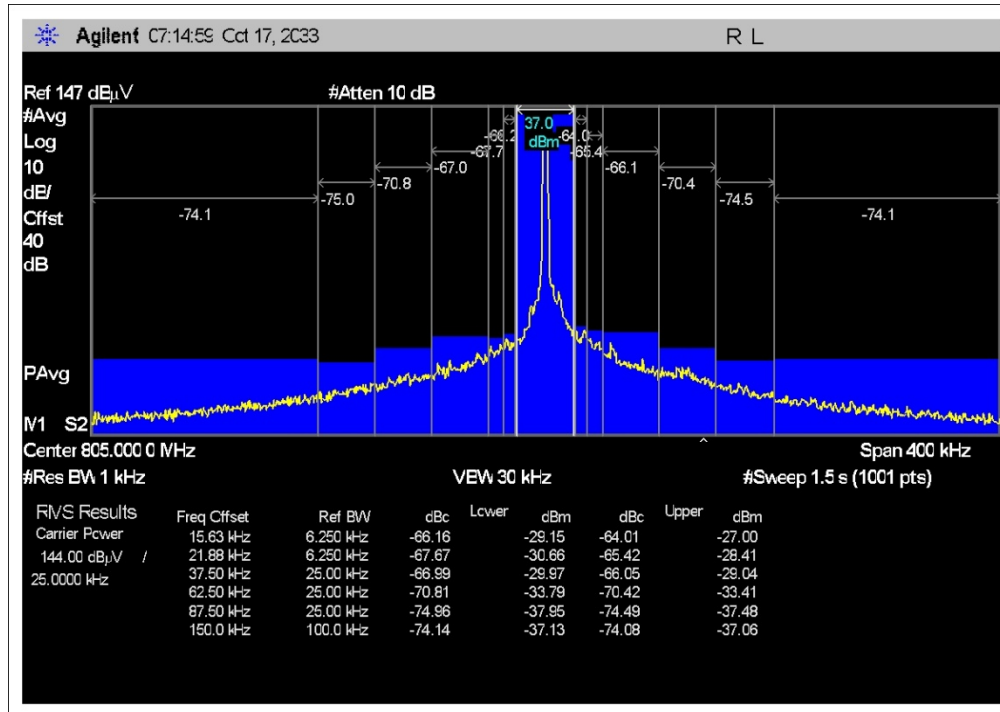 Agilent 07:14:59 Oct 17, 2033 R L
Ref 147 dBµV #Atten 10 dB
#Avg
Log
10
dB/
Offst
40
dB
PAvg
M1 S2
37.0
dBm
-74.1 -75.0 -70.8 -67.0 -67.7 -66.2 -64.0 -65.4 -66.1 -70.4 -74.5 -74.1
Center 805.000 0 MHz Span 400 kHz
#Res BW 1 kHz VBW 30 kHz #Sweep 1.5 s (1001 pts)
RMS Results Freq Offset Ref BW dBc Lower dBm dBc Upper dBm
Carrier Power 15.63 kHz 6.250 kHz -66.16 -29.15 -64.01 -27.00
144.00 dBµV / 21.88 kHz 6.250 kHz -67.67 -30.66 -65.42 -28.41
25.0000 kHz 37.50 kHz 25.00 kHz -66.99 -29.97 -66.05 -29.04
62.50 kHz 25.00 kHz -70.81 -33.79 -70.42 -33.41
87.50 kHz 25.00 kHz -74.96 -37.95 -74.49 -37.48
150.0 kHz 100.0 kHz -74.14 -37.13 -74.08 -37.06